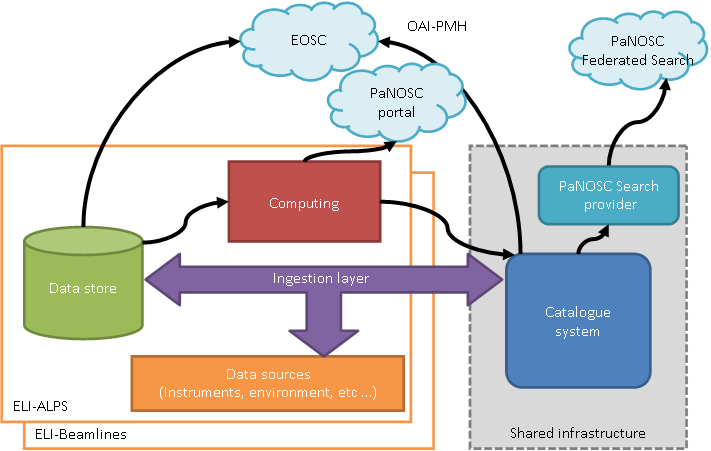 OAI-PMH
EOSC
PaNOSC
Federated Search
PaNOSC
portal
Computing
PaNOSC Search
provider
Data store
Ingestion layer
Catalogue
system
Data sources
(Instruments, environment, etc ...)
ELI-ALPS
ELI-Beamlines
Shared infrastructure